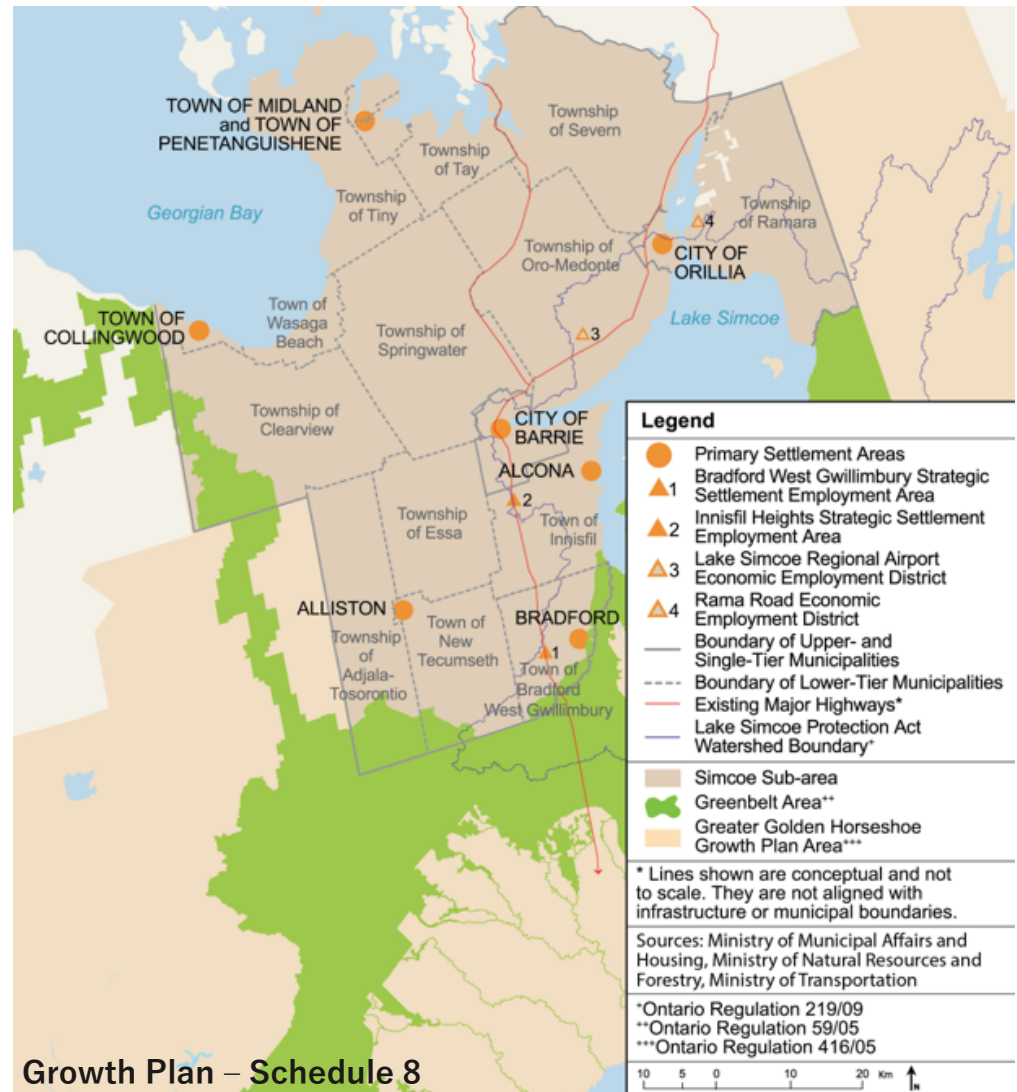 TOWN OF MIDLAND
and TOWN OF
PENETANGUISHENE
Township
of Severn
Township
of Tay
Township
of Tiny
Georgian Bay
Township
of Ramara
4
Township of
Oro-Medonte
CITY OF
ORILLIA
TOWN OF
COLLINGWOOD
Town of
Wasaga
Beach
Township of
Springwater
3
Lake Simcoe
Township of
Clearview
CITY OF
BARRIE
ALCONA
2
Township
of Essa
Town of
Innisfil
ALLISTON
BRADFORD
Township
of
Adjala-
Tosorontio
Town of
New
Tecumseth
1
Town of
Bradford
West Gwillimbury
Legend
Primary Settlement Areas
1 Bradford West Gwillimbury Strategic
Settlement Employment Area
2 Innisfil Heights Strategic Settlement
Employment Area
3 Lake Simcoe Regional Airport
Economic Employment District
4 Rama Road Economic
Employment District
Boundary of Upper- and
Single-Tier Municipalities
Boundary of Lower-Tier Municipalities
Existing Major Highways*
Lake Simcoe Protection Act
Watershed Boundary+
Simcoe Sub-area
Greenbelt Area++
Greater Golden Horseshoe
Growth Plan Area+++
* Lines shown are conceptual and not
to scale. They are not aligned with
infrastructure or municipal boundaries.
Sources: Ministry of Municipal Affairs and
Housing, Ministry of Natural Resources and
Forestry, Ministry of Transportation
+Ontario Regulation 219/09
++Ontario Regulation 59/05
+++Ontario Regulation 416/05
10 5 0 10 20 Km
N
Growth Plan – Schedule 8